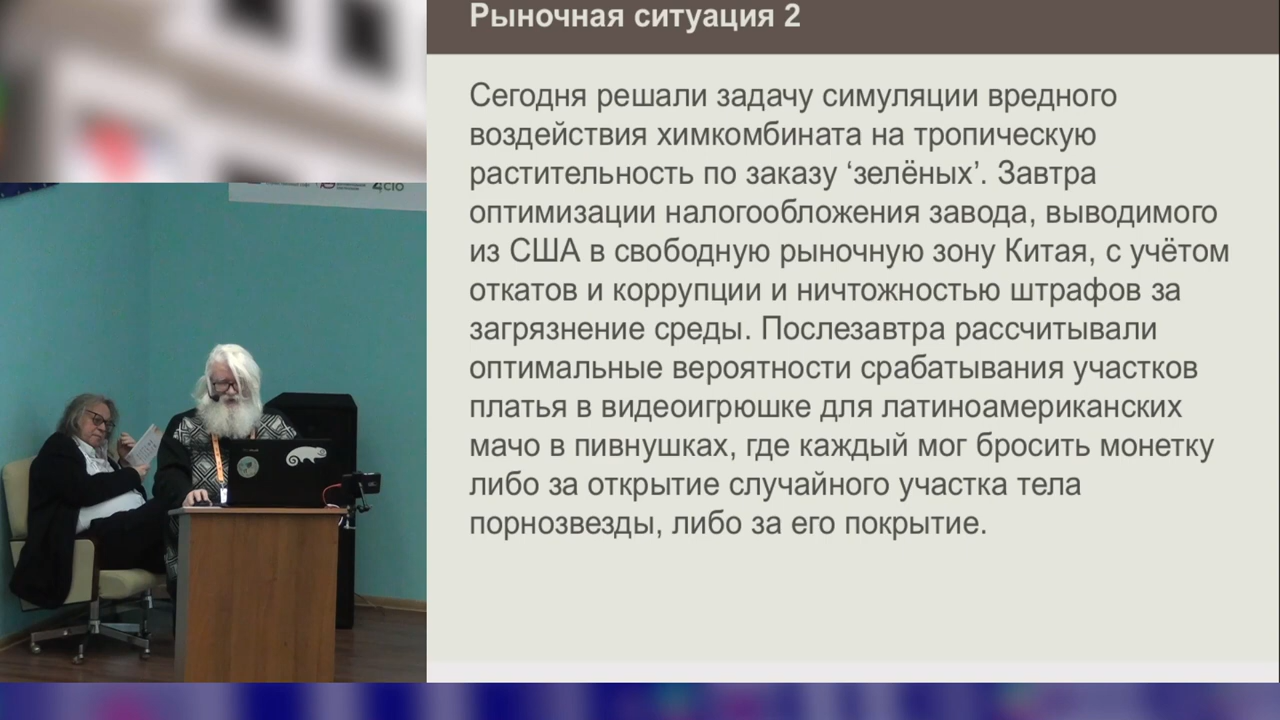 Рыночная ситуация 2
Сегодня решали задачу симуляции вредного
воздействия химкомбината на тропическую
растительность по заказу ‘зелёных’. Завтра
оптимизации налогообложения завода, выводимого
из США в свободную рыночную зону Китая, с учётом
откатов и коррупции и ничтожностью штрафов за
загрязнение среды. Послезавтра рассчитывали
оптимальные вероятности срабатывания участков
платья в видеоигрюшке для латиноамериканских
мачо в пивнушках, где каждый мог бросить монетку
либо за открытие случайного участка тела
порнозвезды, либо за его покрытие.